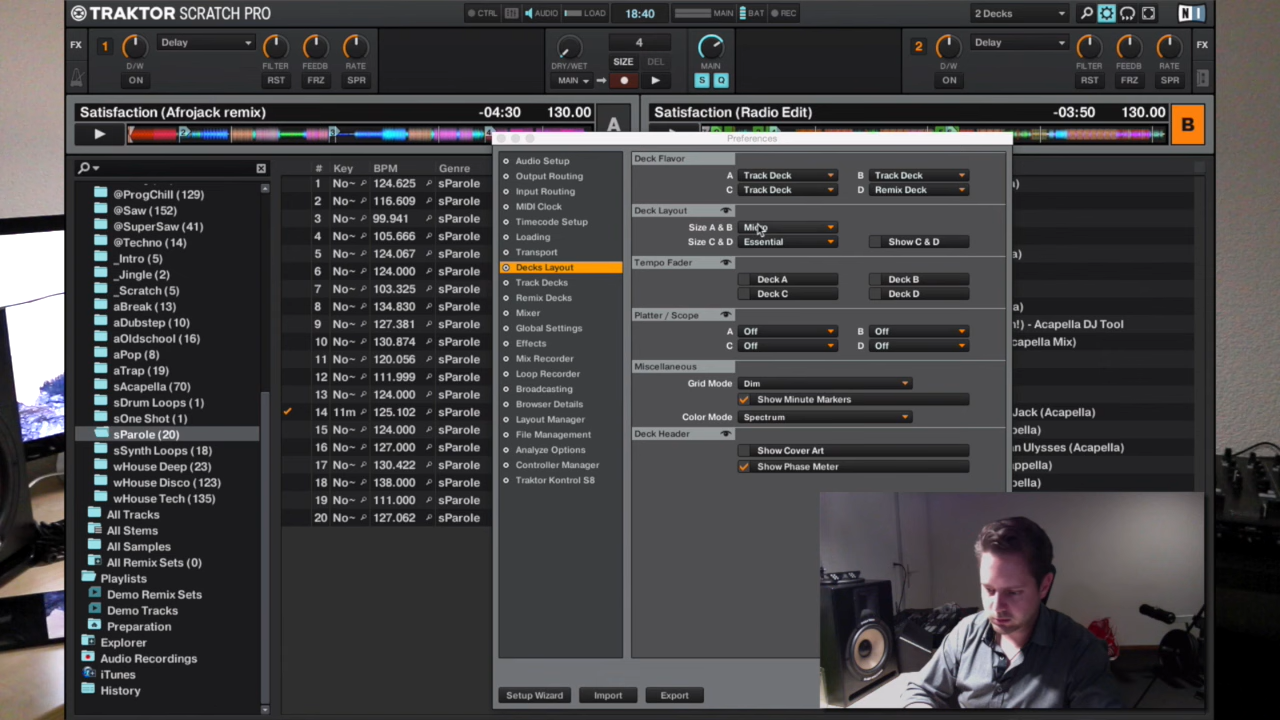 TRAKTOR SCRATCH PRO
CTRL AUDIO LOAD 18:40 MAIN BAT REC 2 Decks
FX 1 Delay
D/W FILTER FEEDB RATE
ON RST FRZ SPR
4
SIZE DEL
DRY/WET MAIN
MAIN
S Q
2 Delay FX
D/W FILTER FEEDB RATE
ON RST FRZ SPR
Satisfaction (Afrojack remix) -04:30 130.00 A
Satisfaction (Radio Edit) -03:50 130.00 B
2 3 4
Preferences
@ProgChill (129)
@Saw (152)
@SuperSaw (41)
@Techno (14)
_Intro (5)
_Jingle (2)
_Scratch (5)
aBreak (13)
aDubstep (10)
aOldschool (16)
aPop (8)
aTrap (19)
sAcapella (70)
sDrum Loops (1)
sOne Shot (1)
sParole (20)
sSynth Loops (18)
wHouse Deep (23)
wHouse Disco (123)
wHouse Tech (135)
All Tracks
All Stems
All Samples
All Remix Sets (0)
Playlists
Demo Remix Sets
Demo Tracks
Preparation
Explorer
Audio Recordings
iTunes
History
# Key BPM Genre
1 No~ 124.625 sParole
2 No~ 116.609 sParole
3 No~ 99.941 sParole
4 No~ 105.666 sParole
5 No~ 124.067 sParole
6 No~ 124.000 sParole
7 No~ 103.325 sParole
8 No~ 134.830 sParole
9 No~ 127.381 sParole
10 No~ 130.874 sParole
11 No~ 120.056 sParole
12 No~ 111.999 sParole
13 No~ 124.000 sParole
14 11m 125.102 sParole
15 No~ 124.000 sParole
16 No~ 127.000 sParole
17 No~ 130.422 sParole
18 No~ 138.000 sParole
19 No~ 111.000 sParole
20 No~ 127.062 sParole
Audio Setup
Output Routing
Input Routing
MIDI Clock
Timecode Setup
Loading
Transport
Decks Layout
Track Decks
Remix Decks
Mixer
Global Settings
Effects
Mix Recorder
Loop Recorder
Broadcasting
Browser Details
Layout Manager
File Management
Analyze Options
Controller Manager
Traktor Kontrol S8
Setup Wizard Import Export
Deck Flavor
A Track Deck B Track Deck
C Track Deck D Remix Deck
Deck Layout
Size A & B
Size C & D Essential Show C & D
Tempo Fader
Deck A Deck B
Deck C Deck D
Platter / Scope
A Off B Off
C Off D Off
Miscellaneous
Grid Mode Dim
Show Minute Markers
Color Mode Spectrum
Deck Header
Show Cover Art
Show Phase Meter
n!) - Acapella DJ Tool
capella Mix)
Jack (Acapella)
an Ulysses (Acapella)
appella)